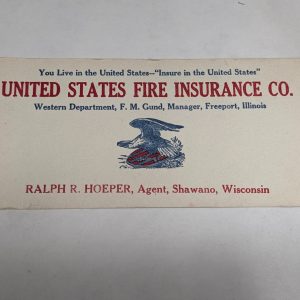 You Live in the United States—"Insure in the United States"
UNITED STATES FIRE INSURANCE CO.
Western Department, F. M. Gund, Manager, Freeport, Illinois
RALPH R. HOEPER, Agent, Shawano, Wisconsin